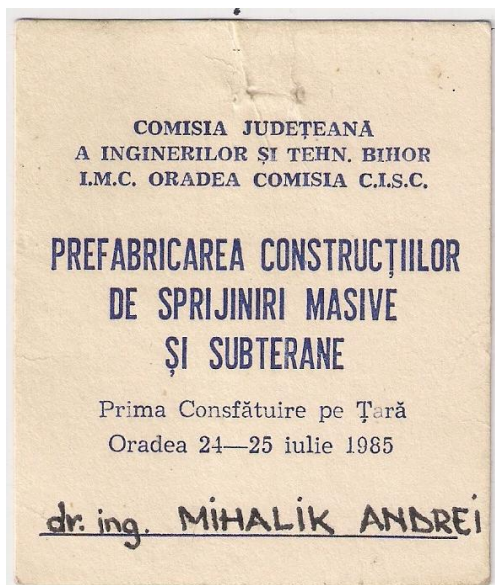 COMISIA JUDEȚEANĂ
A INGINERILOR ȘI TEHN. BIHOR
I.M.C. ORADEA COMISIA C.I.S.C.
PREFABRICAREA CONSTRUCȚIILOR
DE SPRIJINIRI MASIVE
ȘI SUBTERANE
Prima Consfătuire pe Țară
Oradea 24—25 iulie 1985
dr. ing. MIHALIK ANDREI